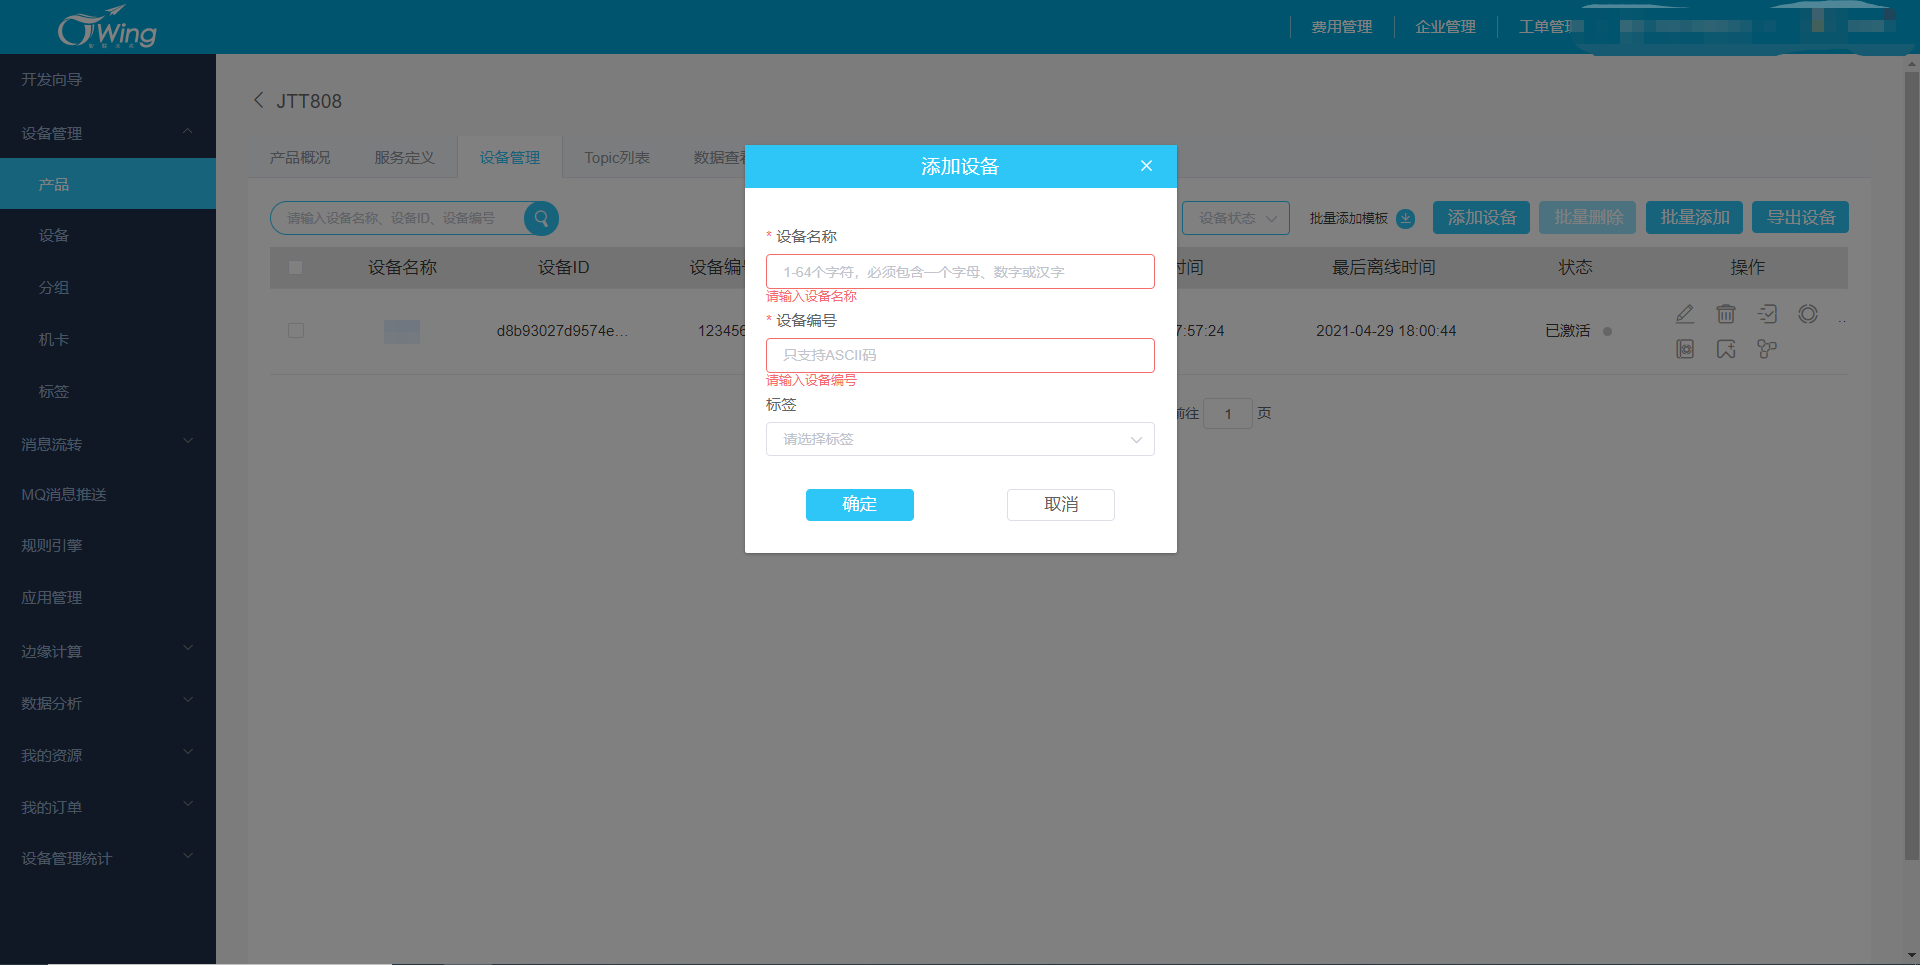 Wing
费用管理
企业管理
工单管
开发向导
设备管理
产品
设备
分组
机卡
标签
消息流转
MQ消息推送
规则引擎
应用管理
边缘计算
数据分析
我的资源
我的订单
设备管理统计
JTT808
产品概况
服务定义
设备管理
Topic列表
数据查
请输入设备名称、设备ID、设备编号
设备状态
批量添加模板
添加设备
批量删除
批量添加
导出设备
设备名称
设备ID
设备编
时间
最后离线时间
状态
操作
d8b93027d9574e...
123456
7:57:24
2021-04-29 18:00:44
已激活
..
前往
1
页
添加设备
* 设备名称
1-64个字符，必须包含一个字母、数字或汉字
请输入设备名称
* 设备编号
只支持ASCII码
请输入设备编号
标签
请选择标签
确定
取消